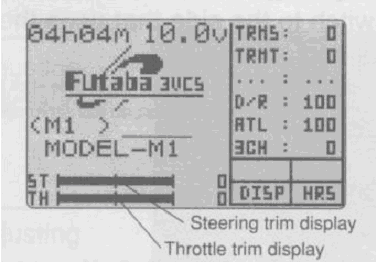 04h04m 10.0v
Futaba 3VCS
<M1 >
MODEL-M1
ST 0
TH 0
TRMS: 0
TRMT: 0
... : ...
D/R : 100
ATL : 100
3CH : 0
DISP HRS
Steering trim display
Throttle trim display